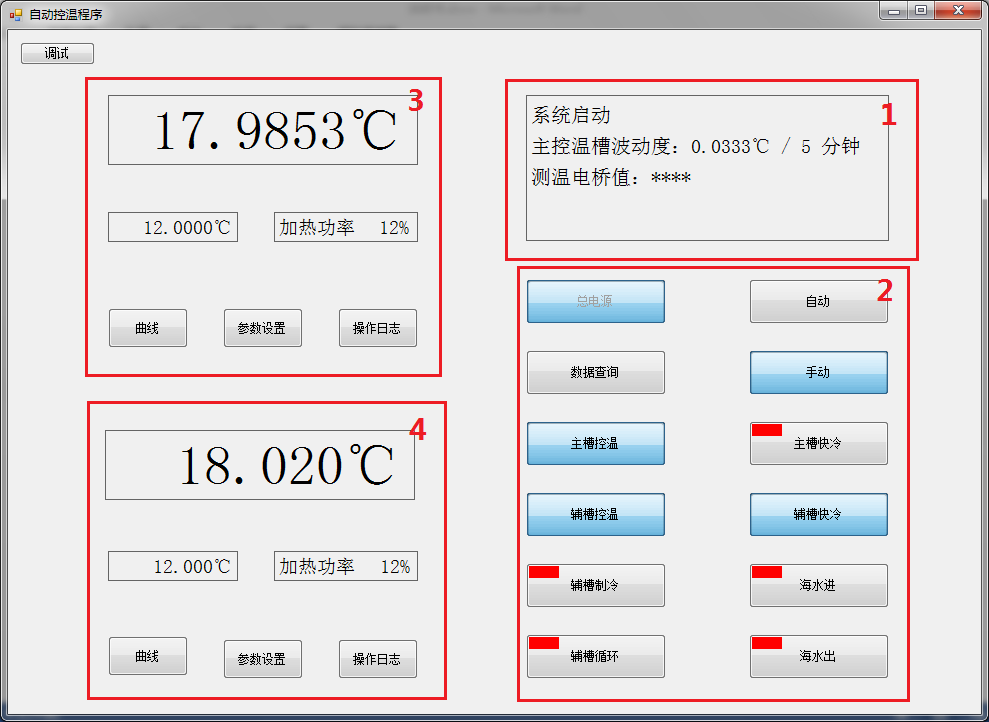 自动控温程序
调试
3
17.9853℃
12.0000℃
加热功率 12%
曲线
参数设置
操作日志
1
系统启动
主控温槽波动度: 0.0333℃ / 5 分钟
测温电桥值: ****
2
总电源
自动
数据查询
手动
主槽控温
主槽快冷
辅槽控温
辅槽快冷
辅槽制冷
海水进
辅槽循环
海水出
4
18.020℃
12.000℃
加热功率 12%
曲线
参数设置
操作日志